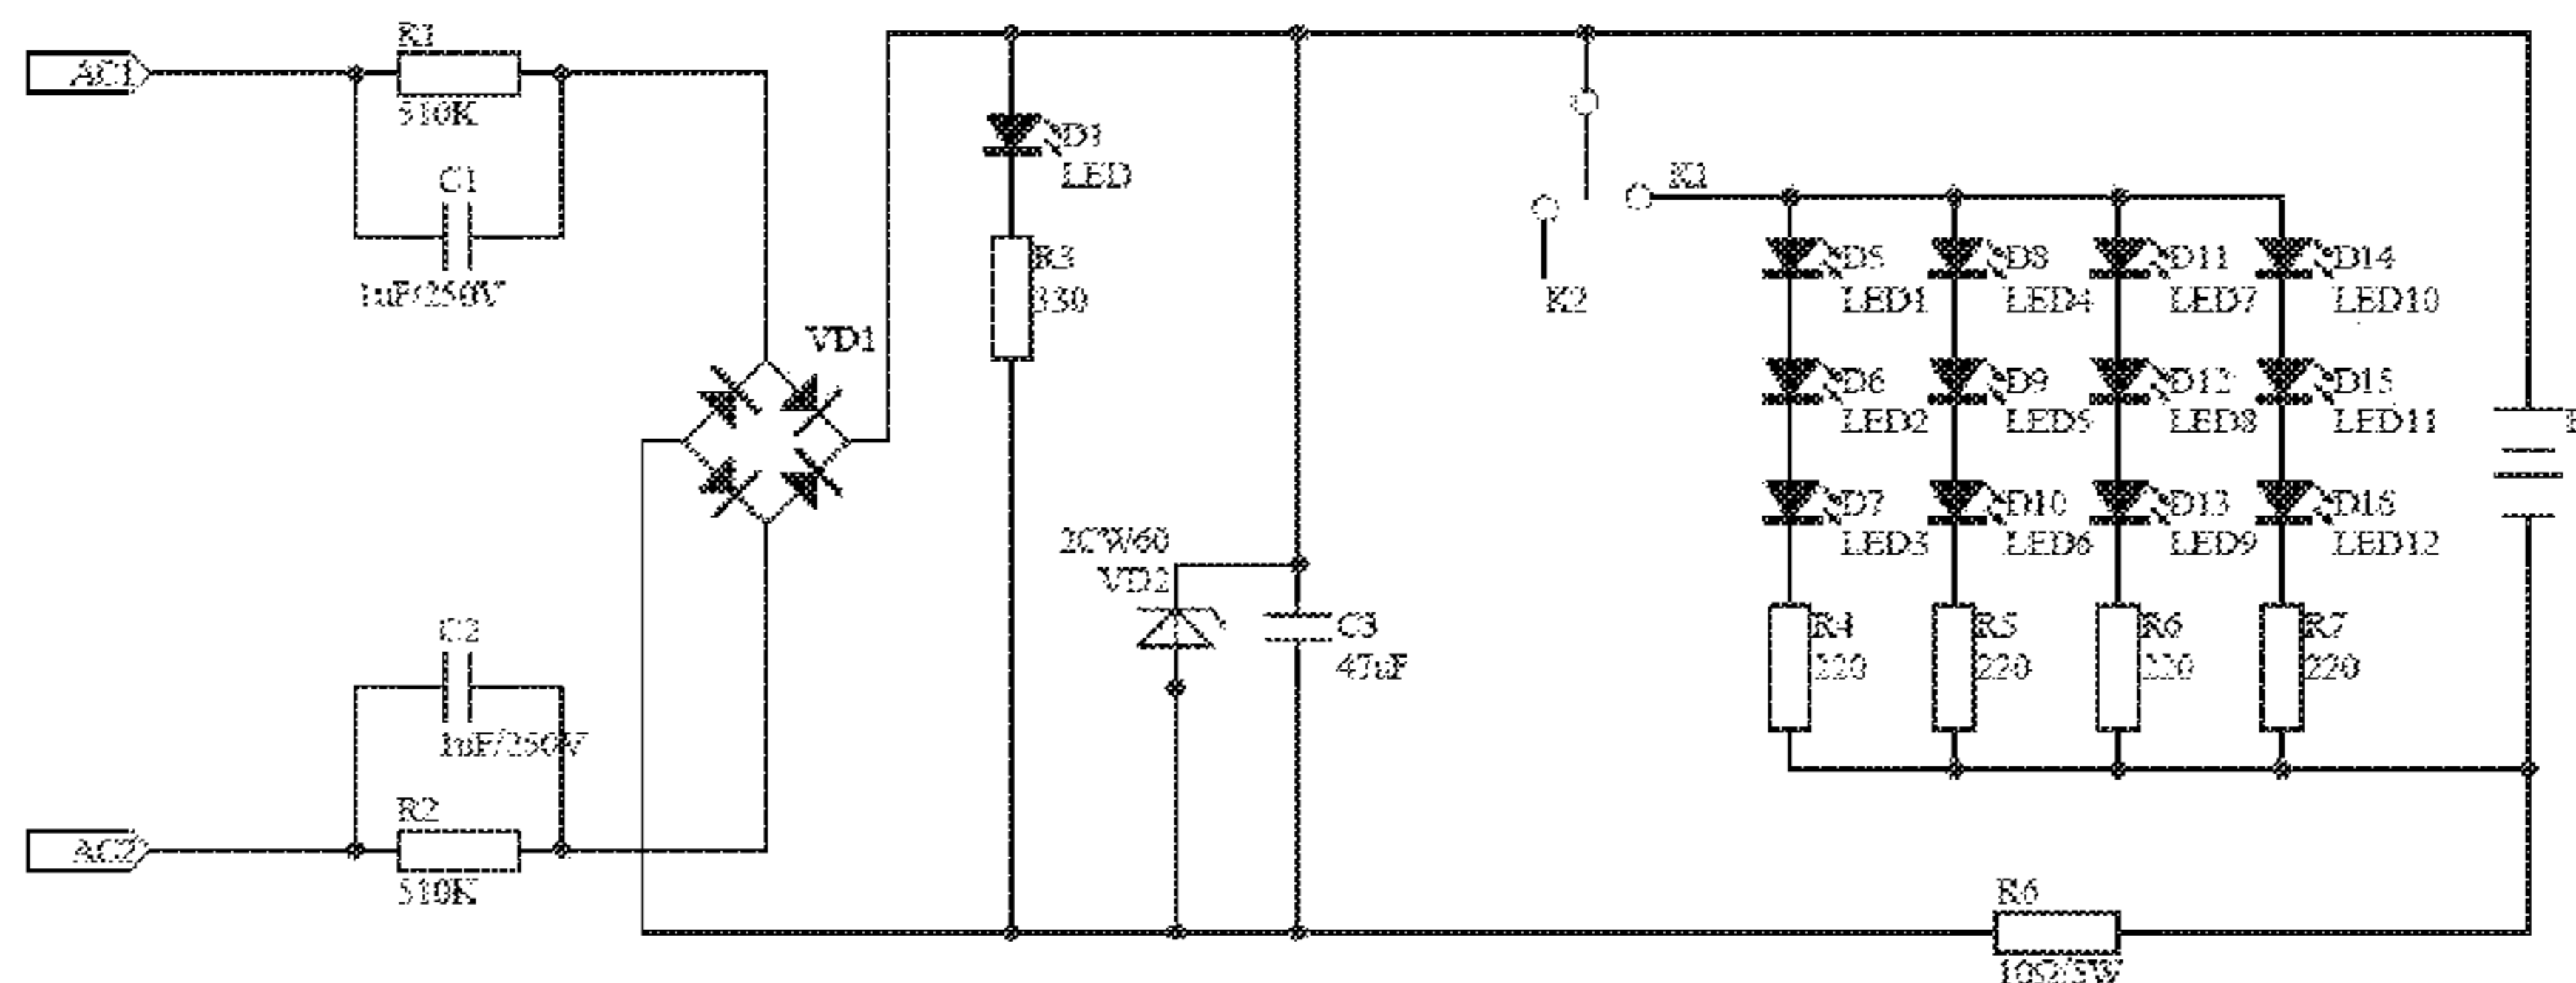 AC1
R1
510K
C1
1uF/250V
VD1
D1
LED
R3
330
K1
K2
D5
LED1
D8
LED4
D11
LED7
D14
LED10
D6
LED2
D9
LED5
D12
LED8
D15
LED11
D7
LED3
D10
LED6
D13
LED9
D16
LED12
2CW60
VD2
C3
47uF
R4
220
R5
220
R6
220
R7
220
C2
1uF/250V
R2
AC2
510K
R6
10Ω/3W